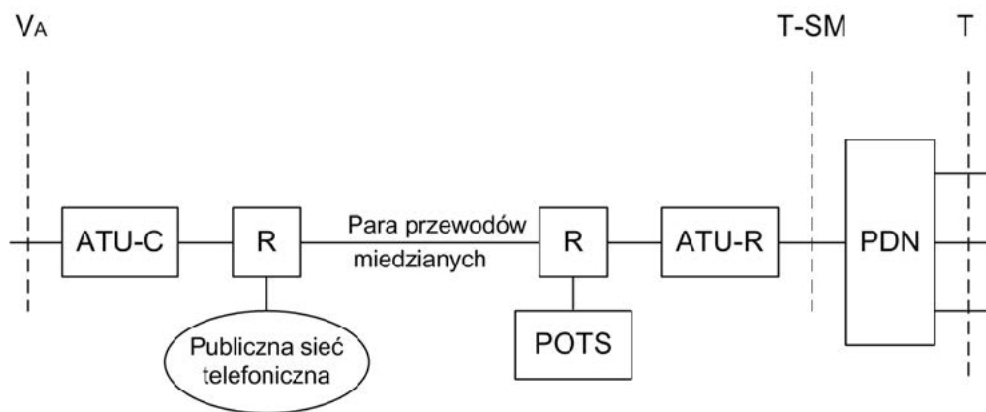 VA
T-SM
T
ATU-C
R
Para przewodów
miedzianych
R
ATU-R
PDN
Publiczna sieć
telefoniczna
POTS